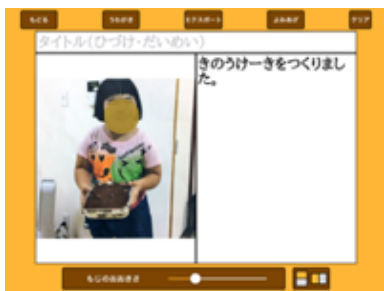 もどる うわがき エクスポート よみあげ クリア
タイトル(ひづけ・だいめい)
きのうけーきをつくりまし
た。
もじのおおきさ